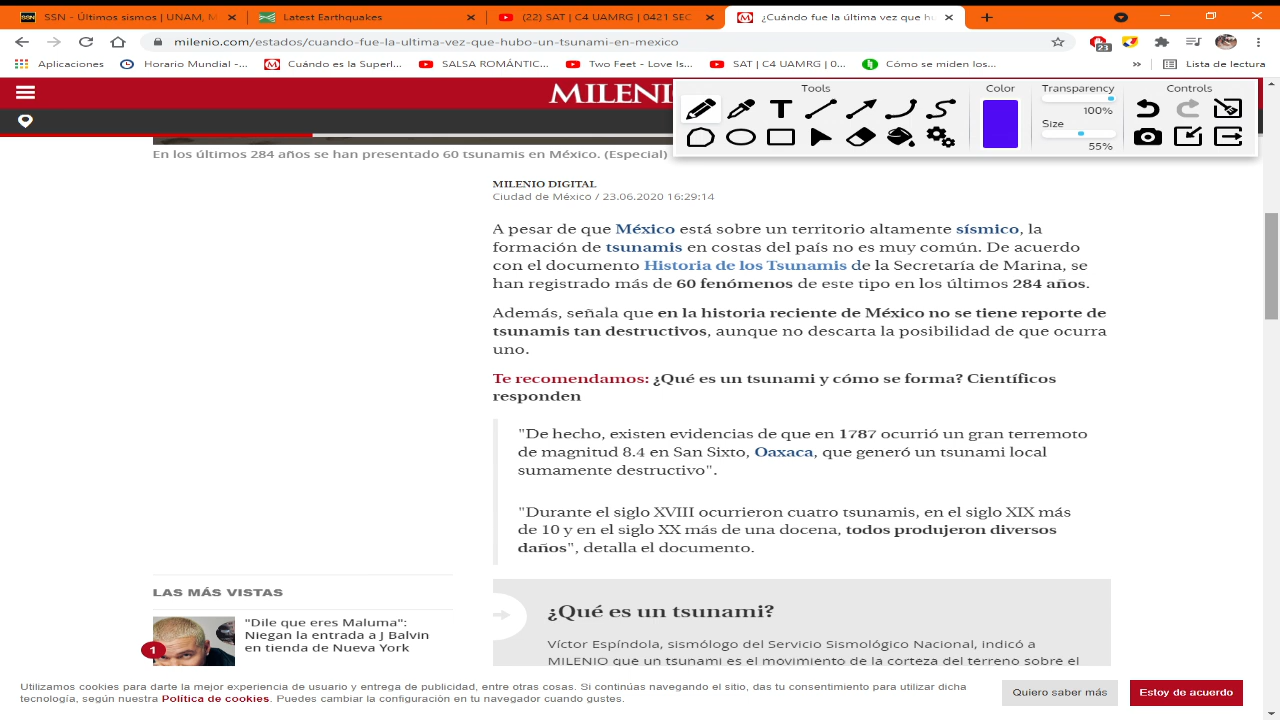 SSN - Últimos sismos | UNAM, M
Latest Earthquakes
(22) SAT | C4 UAMRG | 0421 SEC
¿Cuándo fue la última vez que hu
milenio.com/estados/cuando-fue-la-ultima-vez-que-hubo-un-tsunami-en-mexico
23
Aplicaciones
Horario Mundial -...
Cuándo es la Superl...
SALSA ROMÁNTIC...
Two Feet - Love Is...
SAT | C4 UAMRG | 0...
Cómo se miden los...
»
Lista de lectura
MILENI
Tools
Color
Transparency
100%
Size
55%
Controls
T
En los últimos 284 años se han presentado 60 tsunamis en México. (Especial)
MILENIO DIGITAL
Ciudad de México / 23.06.2020 16:29:14
A pesar de que México está sobre un territorio altamente sísmico, la
formación de tsunamis en costas del país no es muy común. De acuerdo
con el documento Historia de los Tsunamis de la Secretaría de Marina, se
han registrado más de 60 fenómenos de este tipo en los últimos 284 años.
Además, señala que en la historia reciente de México no se tiene reporte de
tsunamis tan destructivos, aunque no descarta la posibilidad de que ocurra
uno.
Te recomendamos: ¿Qué es un tsunami y cómo se forma? Científicos
responden
"De hecho, existen evidencias de que en 1787 ocurrió un gran terremoto
de magnitud 8.4 en San Sixto, Oaxaca, que generó un tsunami local
sumamente destructivo".
"Durante el siglo XVIII ocurrieron cuatro tsunamis, en el siglo XIX más
de 10 y en el siglo XX más de una docena, todos produjeron diversos
daños", detalla el documento.
LAS MÁS VISTAS
1
"Dile que eres Maluma":
Niegan la entrada a J Balvin
en tienda de Nueva York
¿Qué es un tsunami?
Víctor Espíndola, sismólogo del Servicio Sismológico Nacional, indicó a
MILENIO que un tsunami es el movimiento de la corteza del terreno sobre el
Utilizamos cookies para darte la mejor experiencia de usuario y entrega de publicidad, entre otras cosas. Si continúas navegando el sitio, das tu consentimiento para utilizar dicha
tecnología, según nuestra Política de cookies. Puedes cambiar la configuración en tu navegador cuando gustes.
Quiero saber más
Estoy de acuerdo